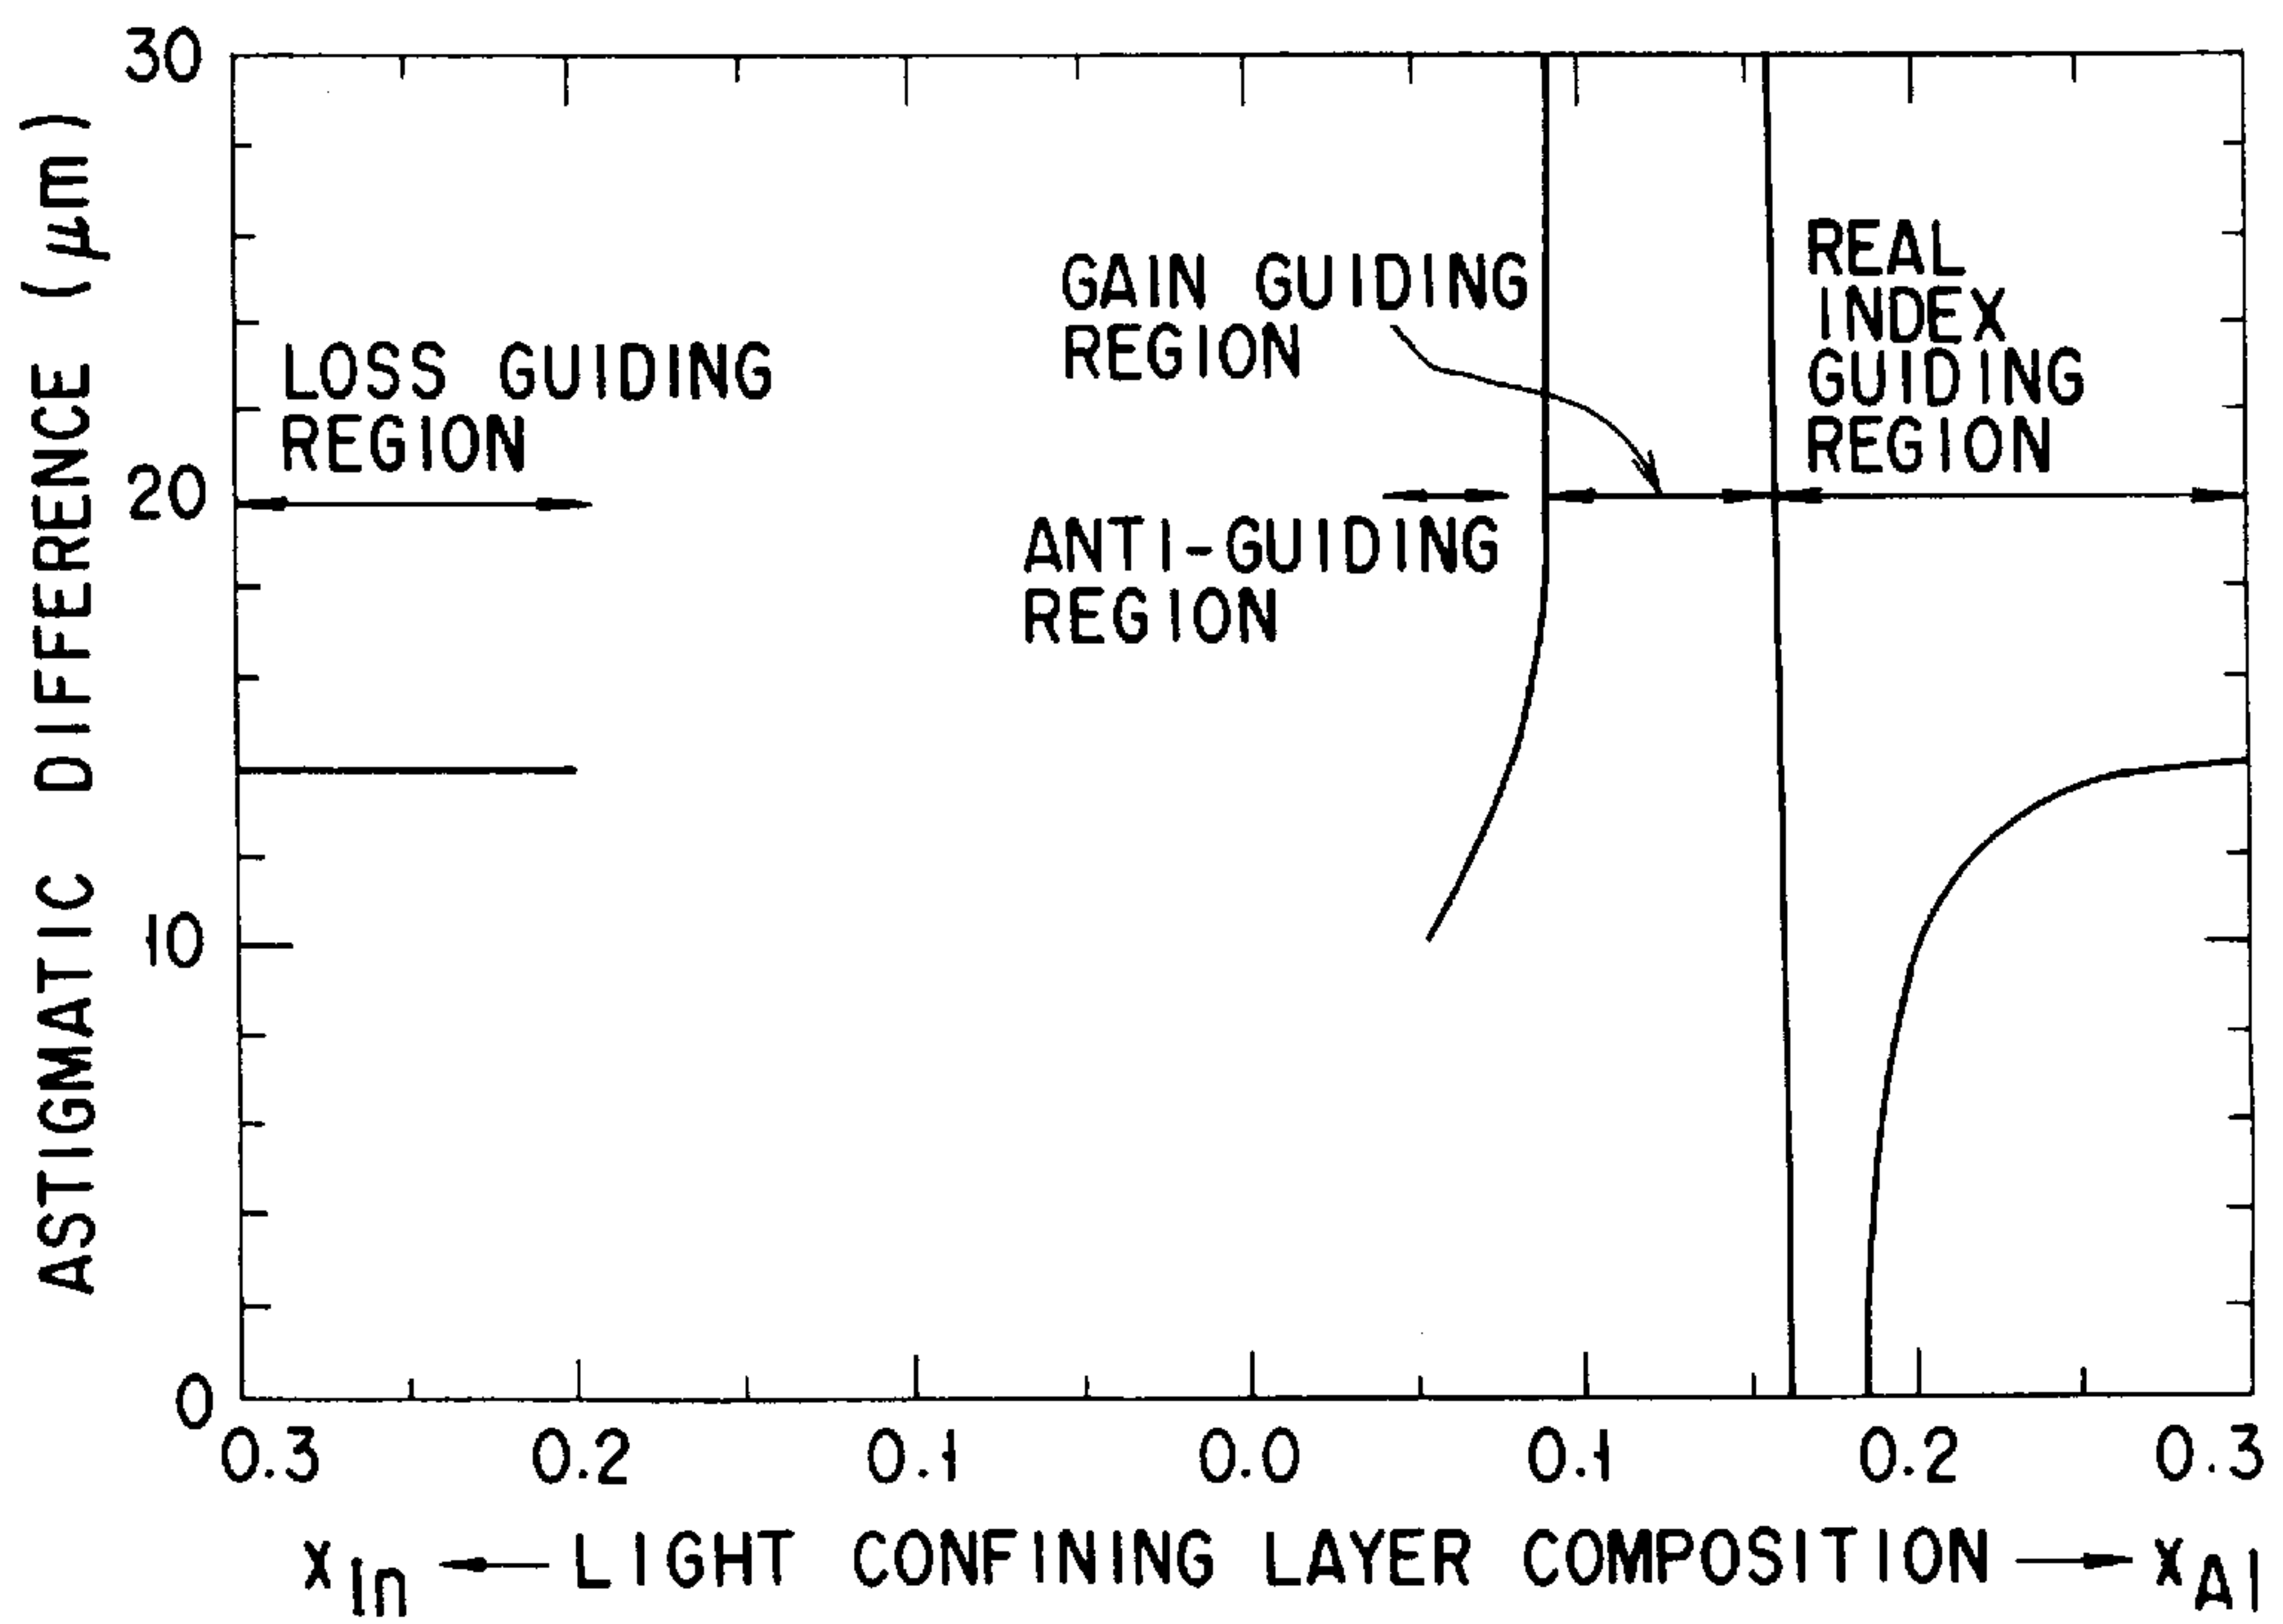 ASTIGMATIC DIFFERENCE (μm)
30
20
10
0
LOSS GUIDING
REGION
GAIN GUIDING
REGION
ANTI-GUIDING
REGION
REAL
INDEX
GUIDING
REGION
0.3 0.2 0.1 0.0 0.1 0.2 0.3
xIn ← LIGHT CONFINING LAYER COMPOSITION → xAl